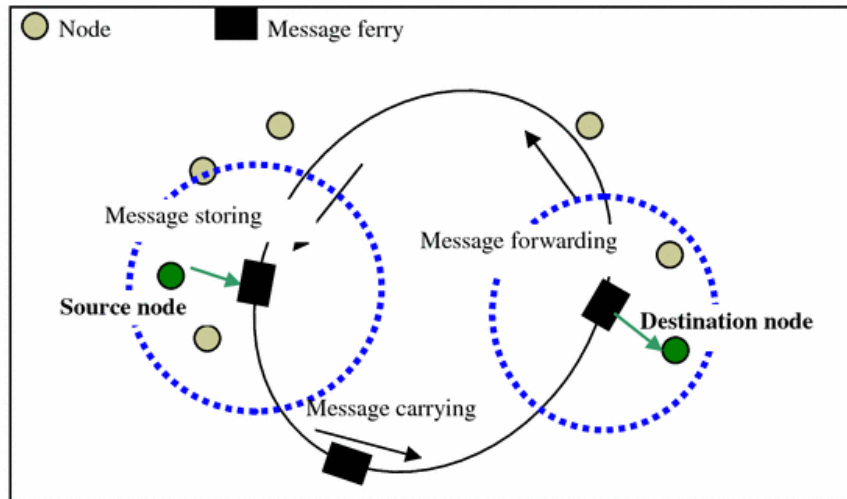 Node
Message ferry
Message storing
Message forwarding
Source node
Destination node
Message carrying